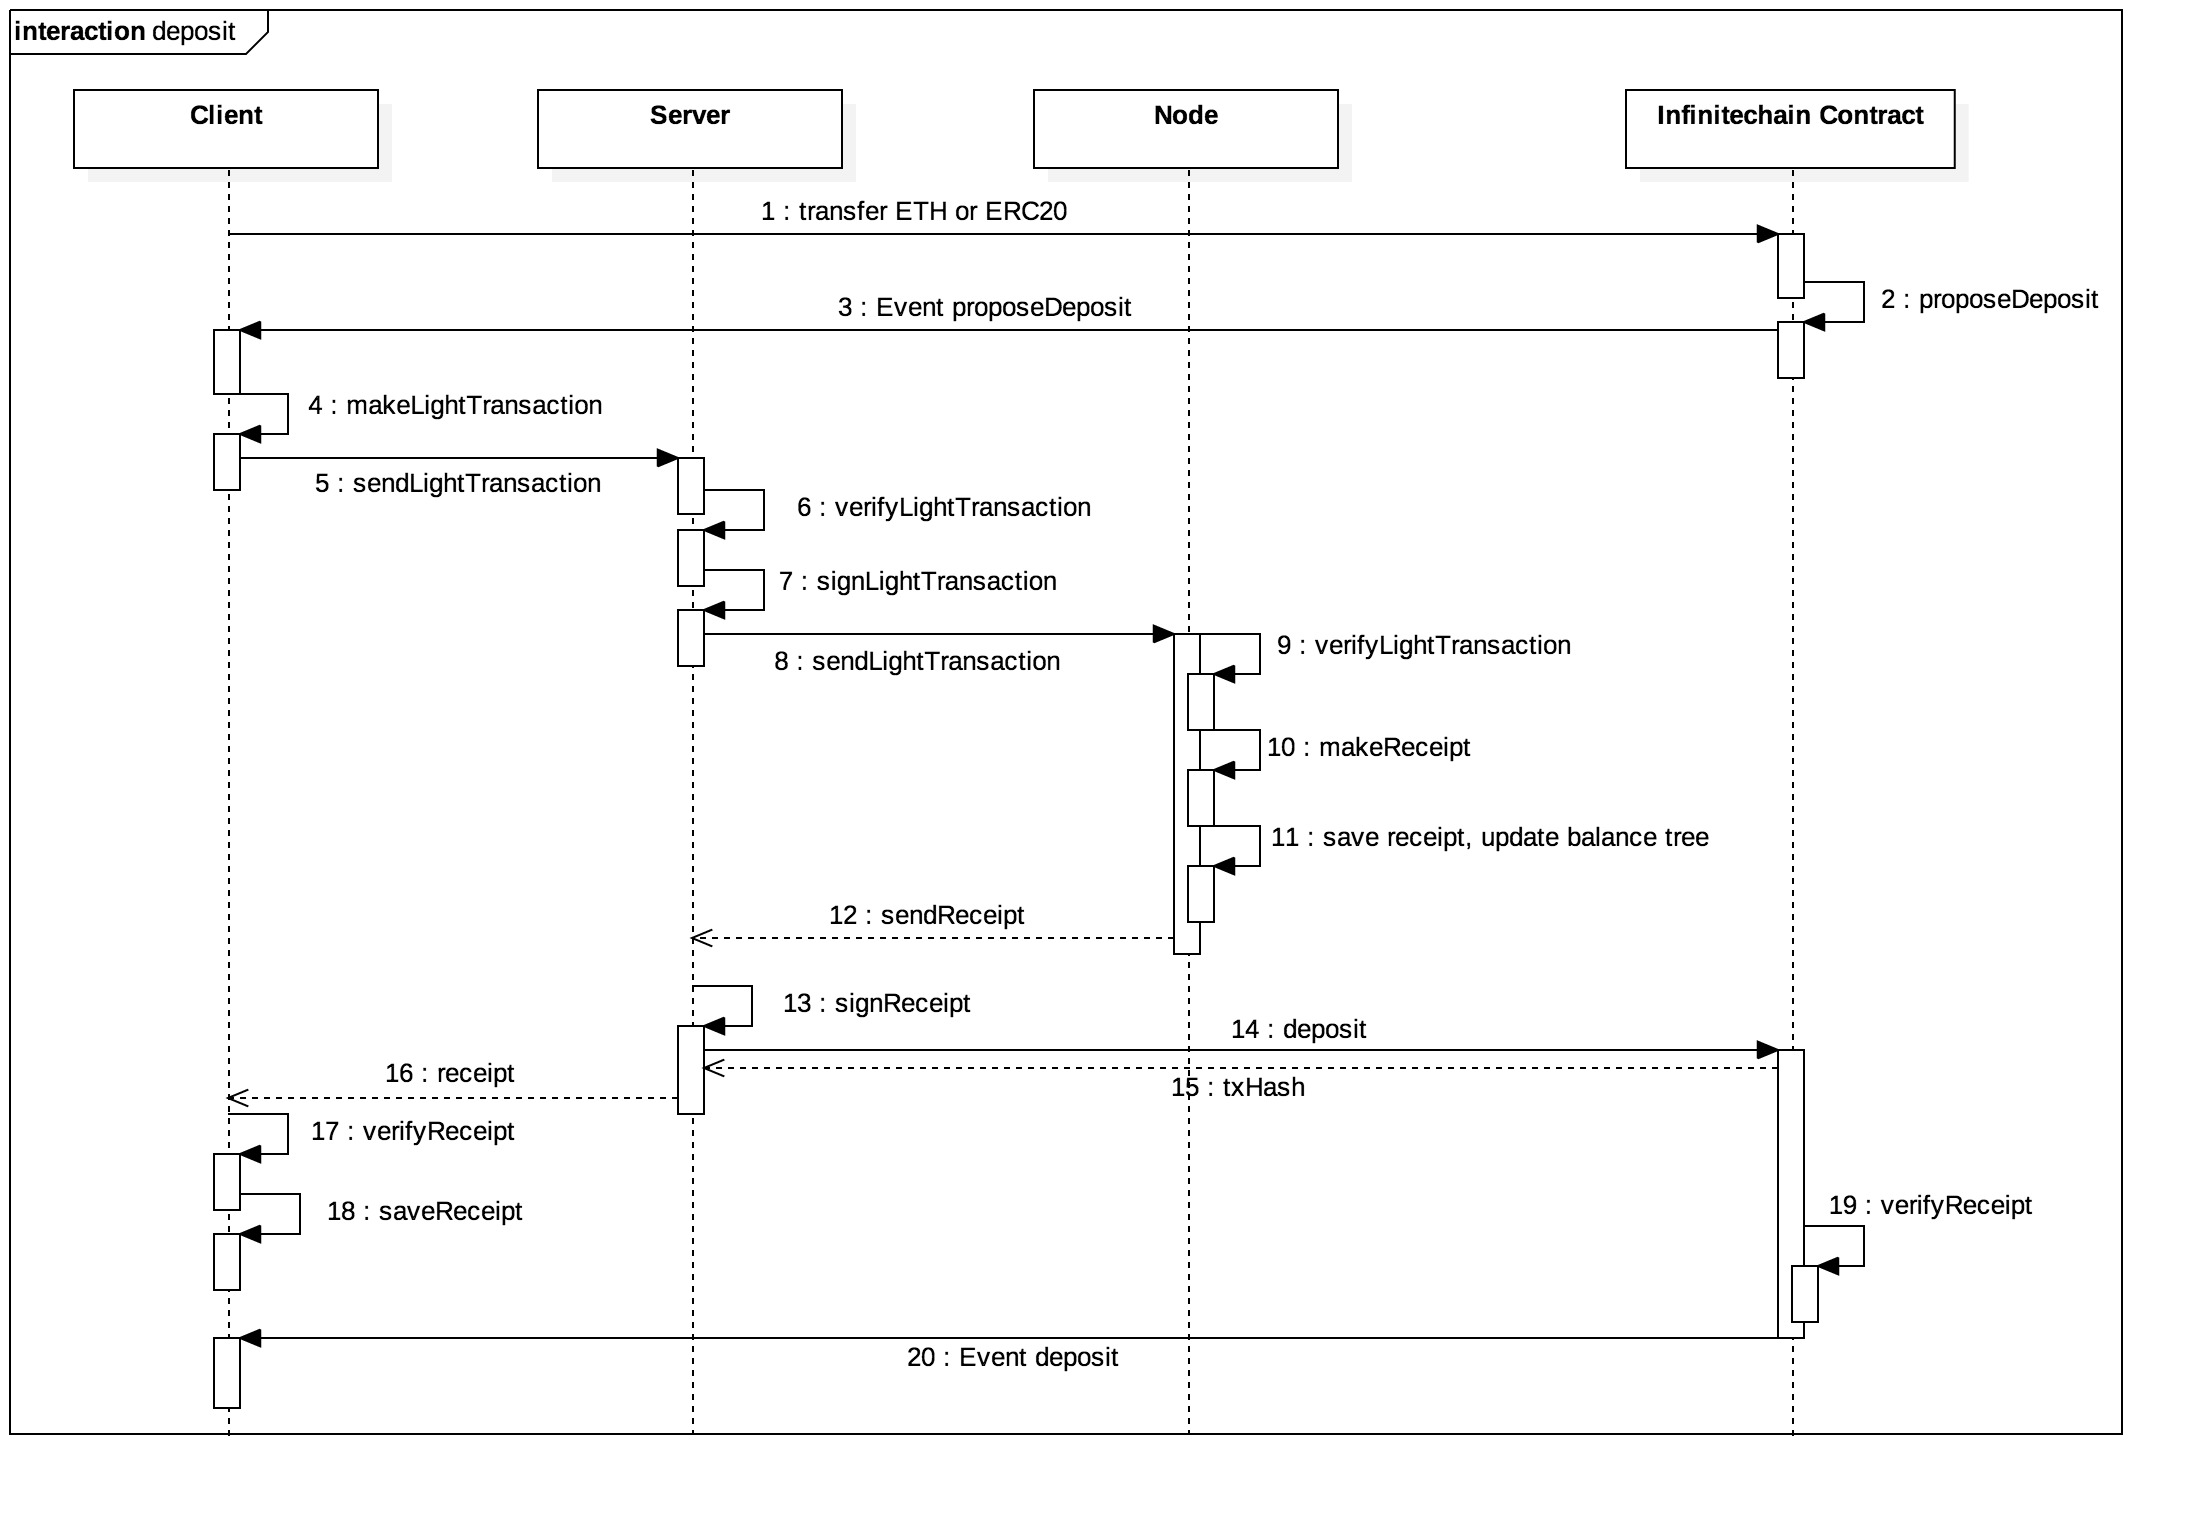 interaction deposit
Client
Server
Node
Infinitechain Contract
1 : transfer ETH or ERC20
2 : proposeDeposit
3 : Event proposeDeposit
4 : makeLightTransaction
5 : sendLightTransaction
6 : verifyLightTransaction
7 : signLightTransaction
8 : sendLightTransaction
9 : verifyLightTransaction
10 : makeReceipt
11 : save receipt, update balance tree
12 : sendReceipt
13 : signReceipt
14 : deposit
15 : txHash
16 : receipt
17 : verifyReceipt
18 : saveReceipt
19 : verifyReceipt
20 : Event deposit